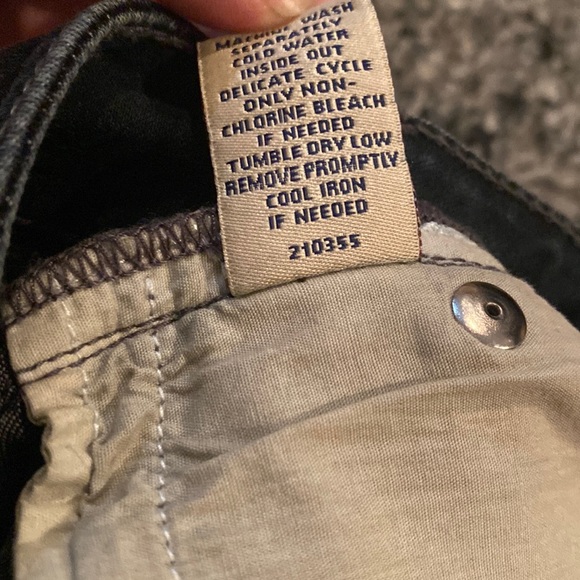 MACHINE WASH
SEPARATELY
COLD WATER
INSIDE OUT
DELICATE CYCLE
ONLY NON-
CHLORINE BLEACH
IF NEEDED
TUMBLE DRY LOW
REMOVE PROMPTLY
COOL IRON
IF NEEDED
210355